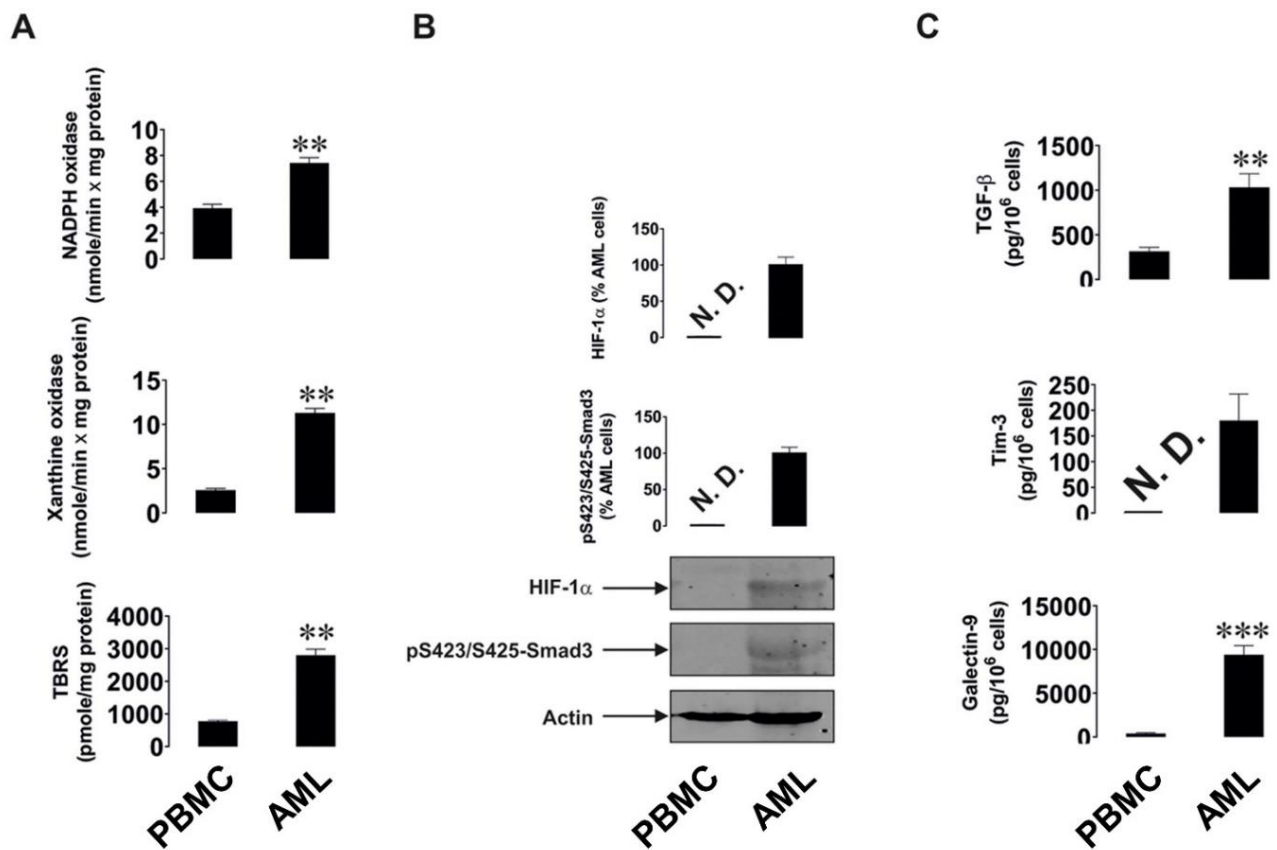 A
NADPH oxidase
(nmole/min x mg protein)
10
8
6
4
2
0
**
Xanthine oxidase
(nmole/min x mg protein)
15
10
5
0
**
TBRS
(pmole/mg protein)
4000
3000
2000
1000
0
**
PBMC
AML
B
HIF-1α (% AML cells)
150
100
50
0
N. D.
pS423/S425-Smad3
(% AML cells)
150
100
50
0
N. D.
HIF-1α
pS423/S425-Smad3
Actin
PBMC
AML
C
TGF-β
(pg/10⁶ cells)
1500
1000
500
0
**
Tim-3
(pg/10⁶ cells)
250
200
150
100
50
0
N. D.
Galectin-9
(pg/10⁶ cells)
15000
10000
5000
0
***
PBMC
AML